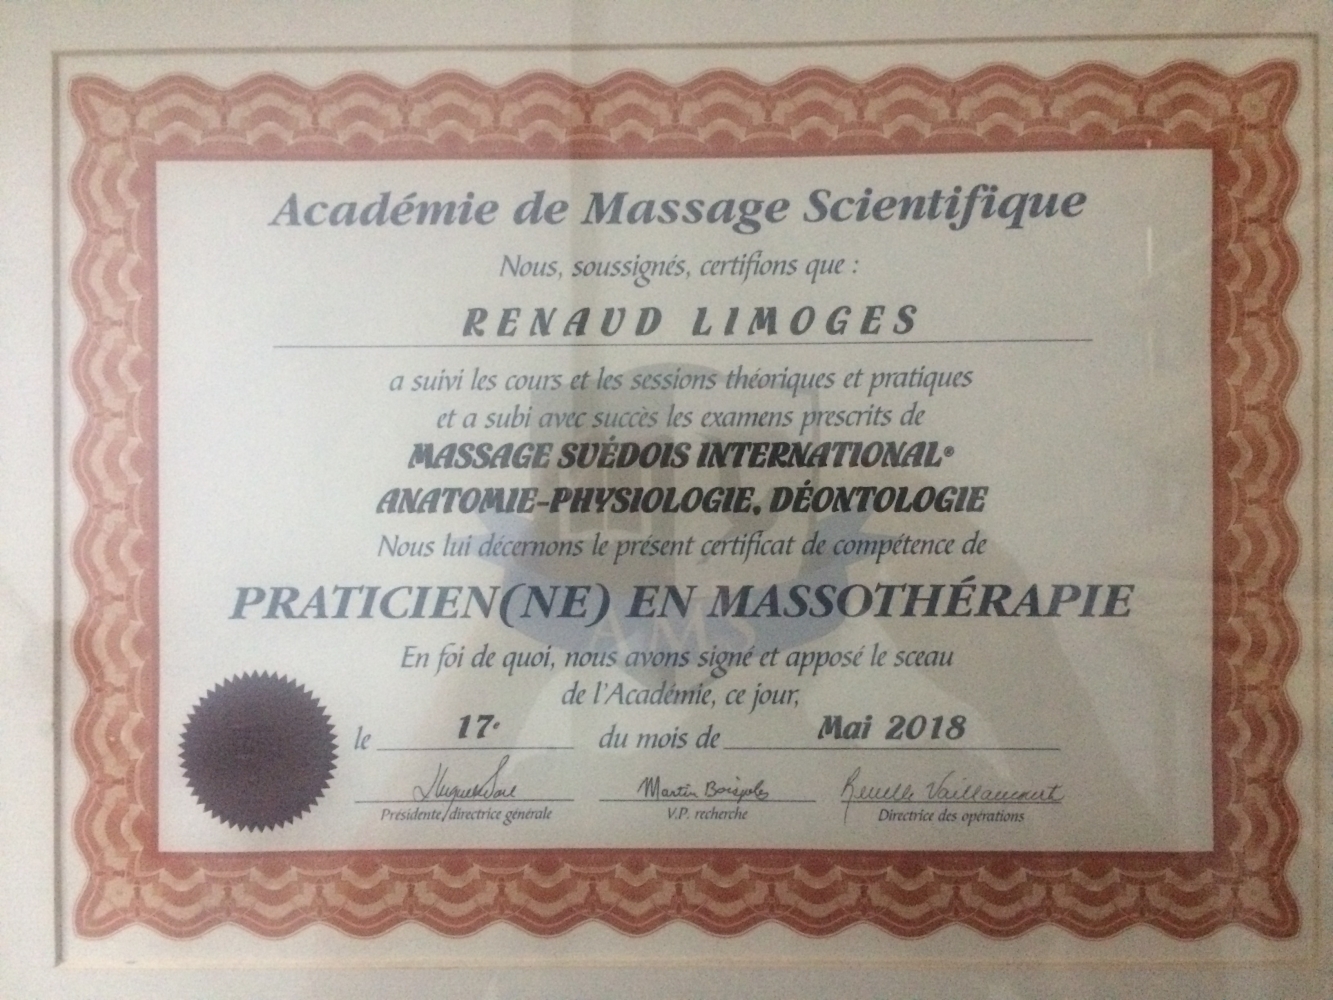 Académie de Massage Scientifique
Nous, soussignés, certifions que :
RENAUD LIMOGES
a suivi les cours et les sessions théoriques et pratiques
et a subi avec succès les examens prescrits de
MASSAGE SUÉDOIS INTERNATIONAL®
ANATOMIE-PHYSIOLOGIE, DÉONTOLOGIE
Nous lui décernons le présent certificat de compétence de
PRATICIEN(NE) EN MASSOTHÉRAPIE
AMS
En foi de quoi, nous avons signé et apposé le sceau
de l'Académie, ce jour,
le 17e du mois de Mai 2018
Martin Vaillancourt
Présidente/directrice générale V.P. recherche Directrice des opérations